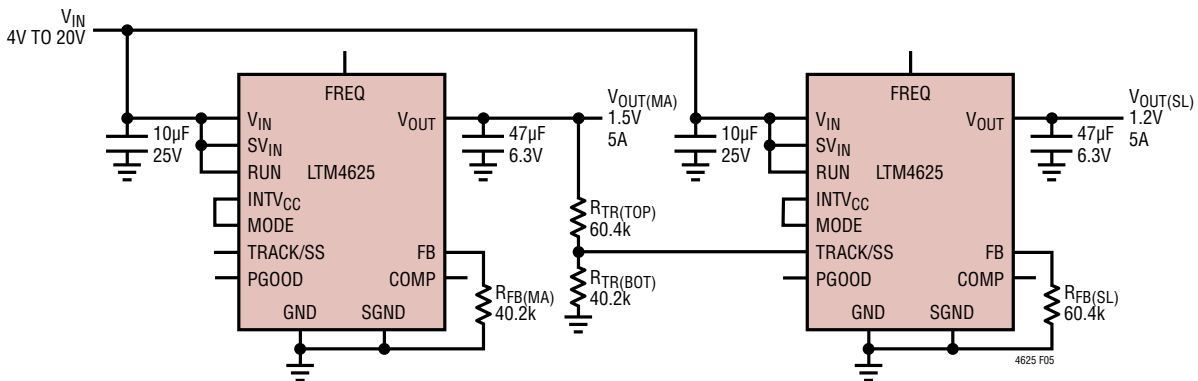 VIN
4V TO 20V
10µF
25V
FREQ
VIN
SVIN
RUN
INTVCC
MODE
TRACK/SS
PGOOD
LTM4625
VOUT
FB
COMP
GND
SGND
47µF
6.3V
VOUT(MA)
1.5V
5A
RFB(MA)
40.2k
RTR(TOP)
60.4k
RTR(BOT)
40.2k
10µF
25V
FREQ
VIN
SVIN
RUN
INTVCC
MODE
TRACK/SS
PGOOD
LTM4625
VOUT
FB
COMP
GND
SGND
47µF
6.3V
VOUT(SL)
1.2V
5A
RFB(SL)
60.4k
4625 F05